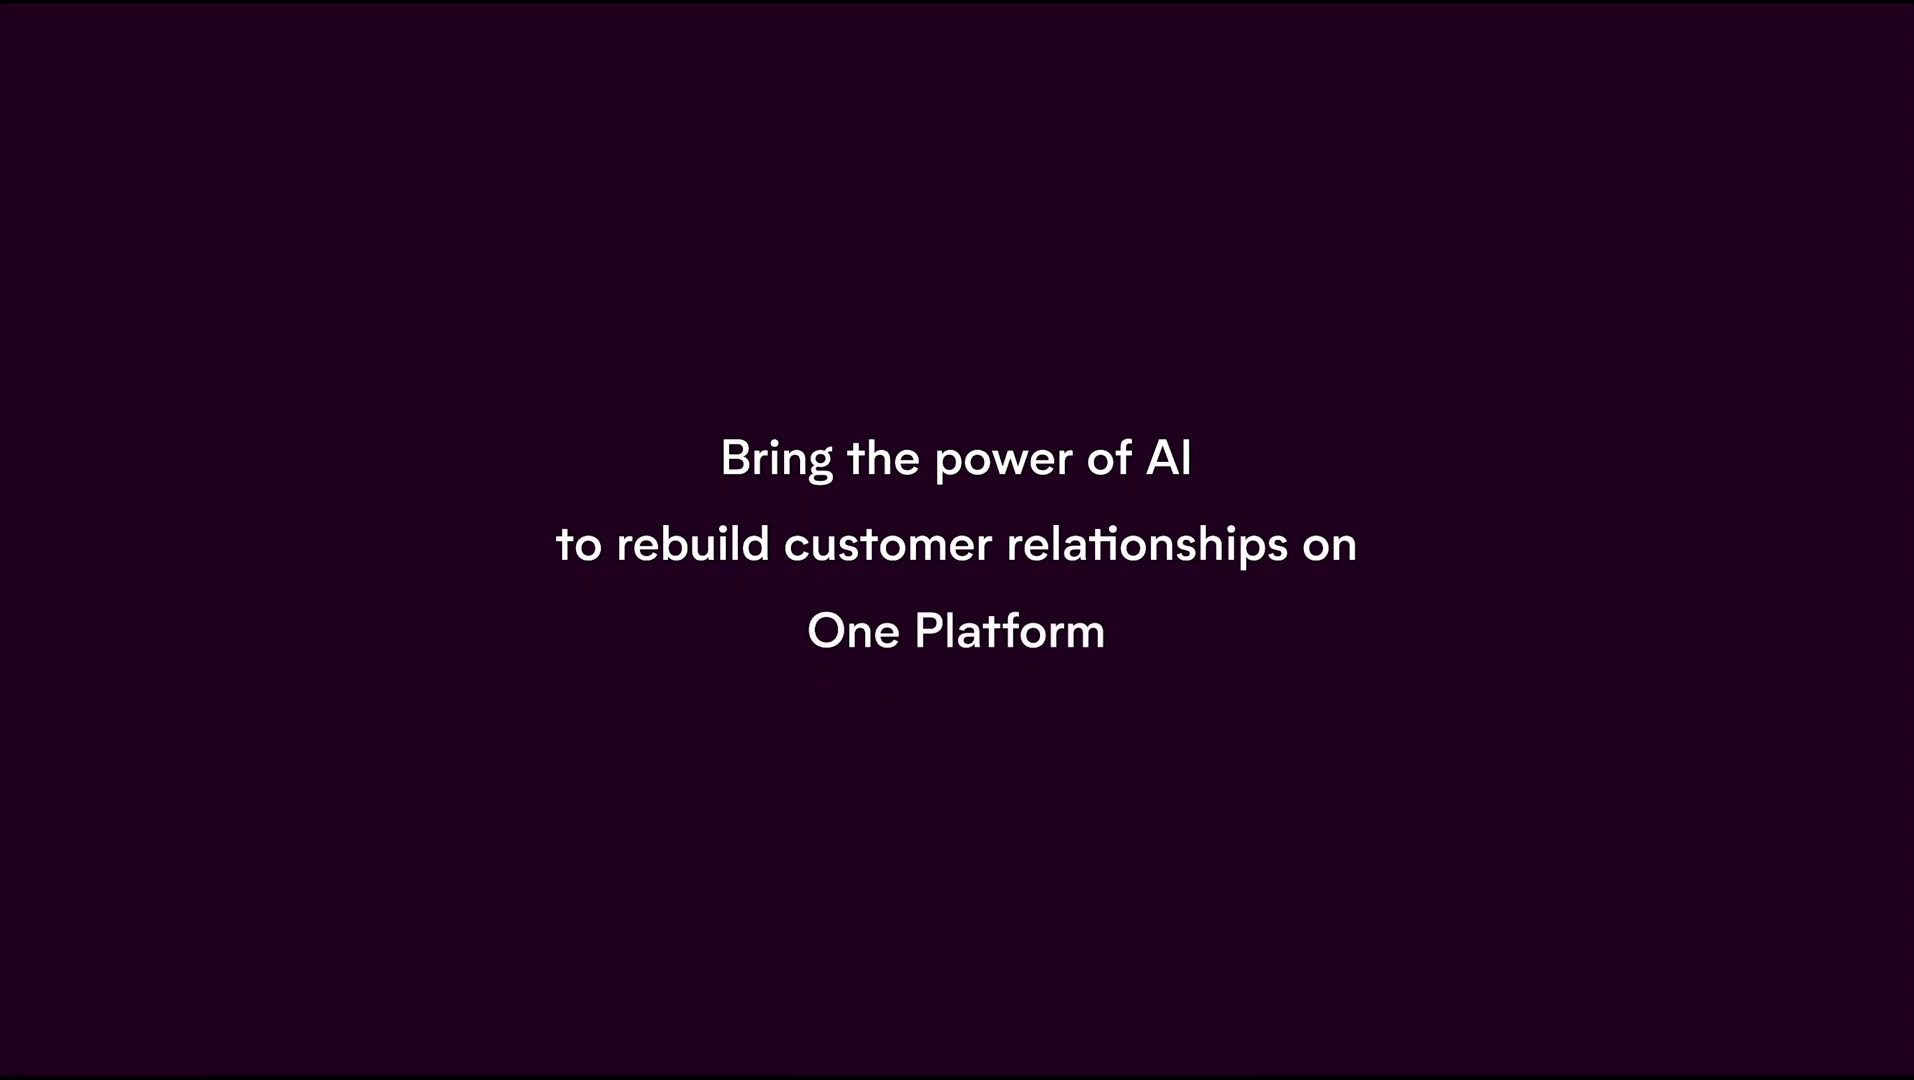 Bring the power of AI
to rebuild customer relationships on
One Platform